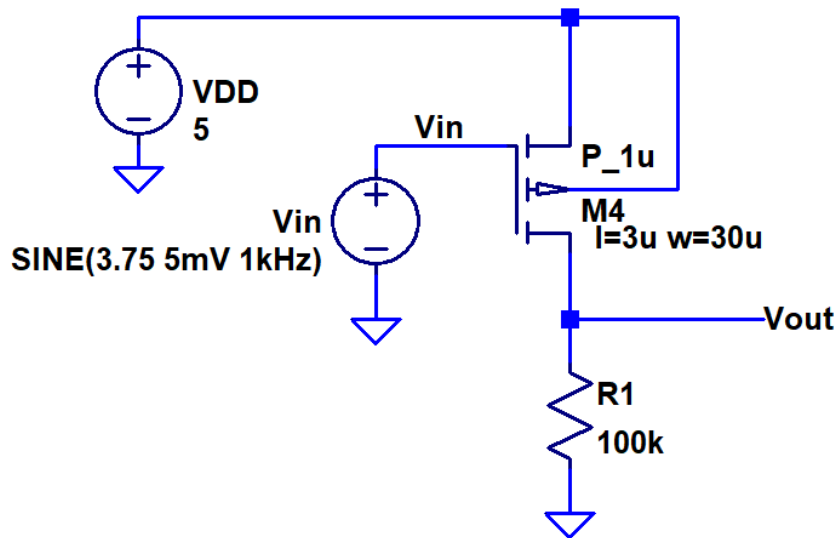 VDD
5
Vin
P_1u
M4
l=3u w=30u
Vin
SINE(3.75 5mV 1kHz)
Vout
R1
100k